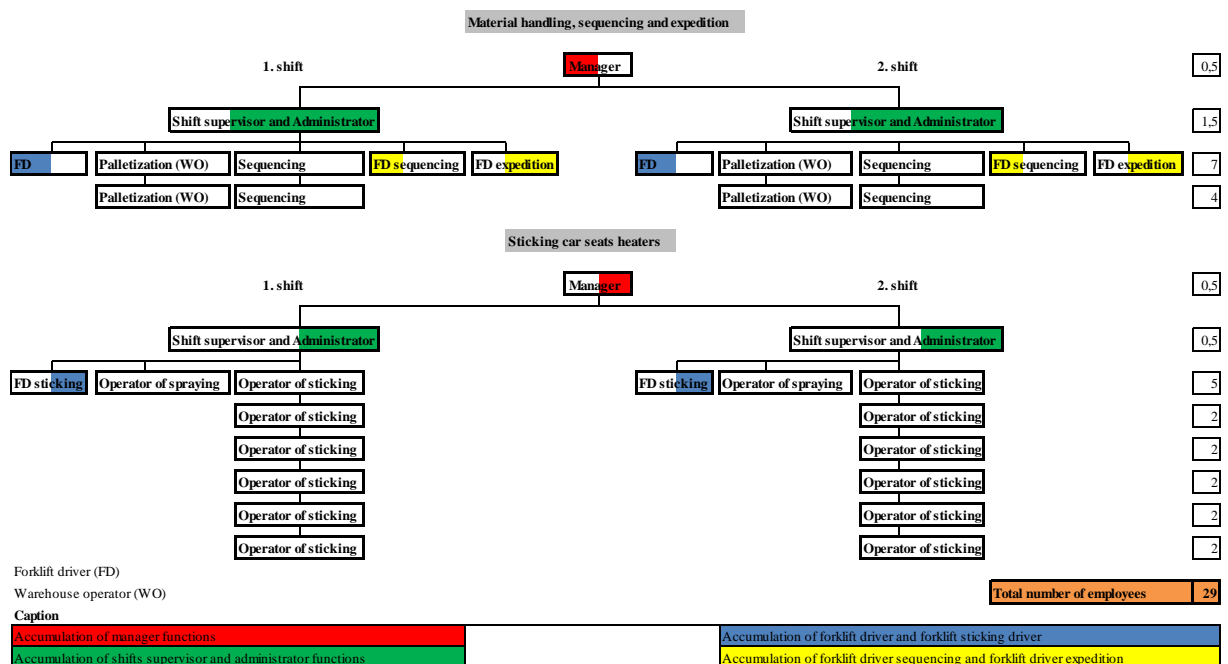 Material handling, sequencing and expedition
1. shift Manager 2. shift 0,5
Shift supervisor and Administrator Shift supervisor and Administrator 1,5
FD Palletization (WO) Sequencing FD sequencing FD expedition FD Palletization (WO) Sequencing FD sequencing FD expedition 7
Palletization (WO) Sequencing Palletization (WO) Sequencing 4
Sticking car seats heaters
1. shift Manager 2. shift 0,5
Shift supervisor and Administrator Shift supervisor and Administrator 0,5
FD sticking Operator of spraying Operator of sticking FD sticking Operator of spraying Operator of sticking 5
Operator of sticking Operator of sticking 2
Operator of sticking Operator of sticking 2
Operator of sticking Operator of sticking 2
Operator of sticking Operator of sticking 2
Operator of sticking Operator of sticking 2
Forklift driver (FD)
Warehouse operator (WO) Total number of employees 29
Caption
Accumulation of manager functions Accumulation of forklift driver and forklift sticking driver
Accumulation of shifts supervisor and administrator functions Accumulation of forklift driver sequencing and forklift driver expedition